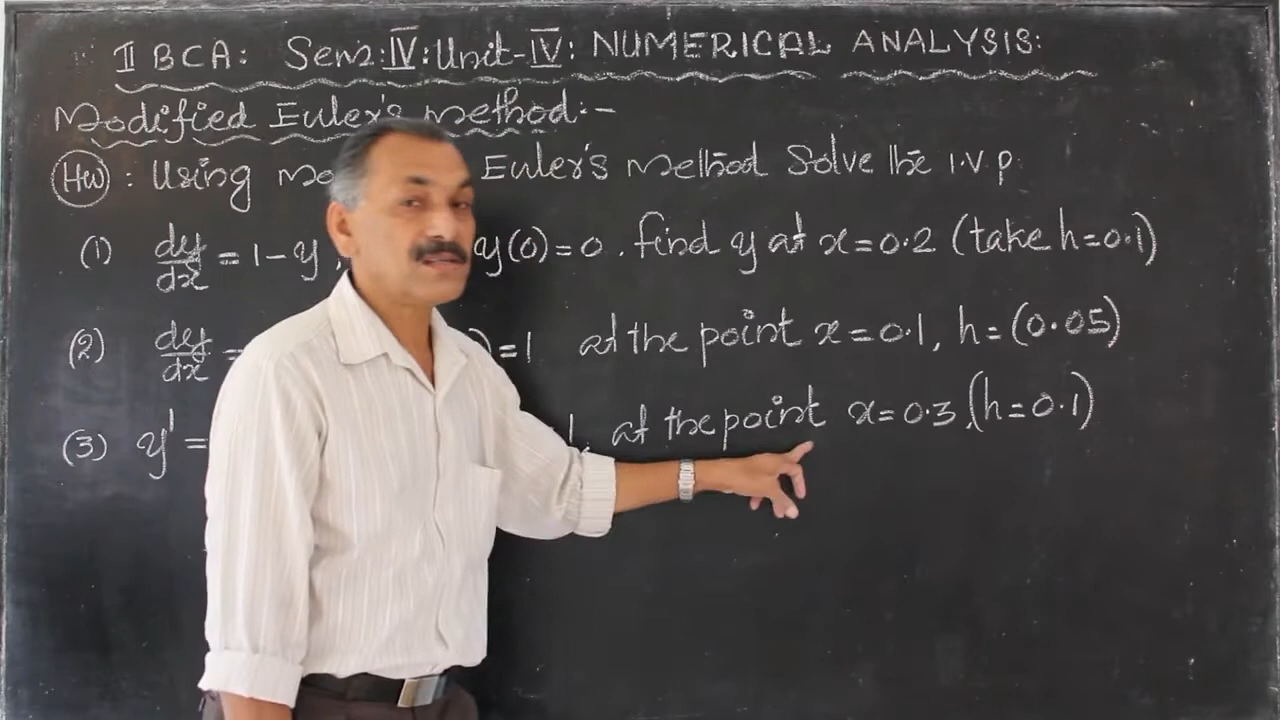 II BCA: Sem:IV:Unit-IV: NUMERICAL ANALYSIS:
Modified Euler's method:-
HW : Using Mo Euler's Method Solve the I.V.P.
(1) dy/dx = 1-y, y(0)=0. find y at x=0.2 (take h=0.1)
(2) dy/dx = )=1 at the point x=0.1, h=(0.05)
(3) y' = 1, at the point x=0.3,(h=0.1)